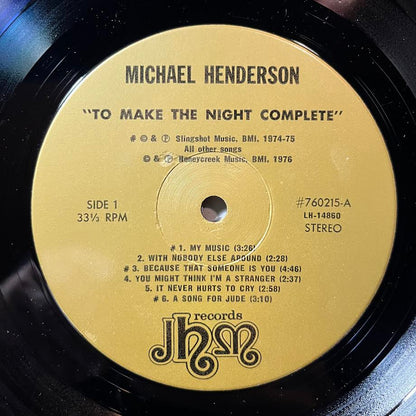 MICHAEL HENDERSON
"TO MAKE THE NIGHT COMPLETE"
# © & ℗ Slingshot Music. BMI. 1974-75
All other songs
© & ℗ Honeycreek Music. BMI. 1976
SIDE 1
33⅓ RPM
#760215-A
LH-14860
STEREO
# 1. MY MUSIC (3:26)
2. WITH NOBODY ELSE AROUND (2:28)
# 3. BECAUSE THAT SOMEONE IS YOU (4:46)
4. YOU MIGHT THINK I'M A STRANGER (2:37)
5. IT NEVER HURTS TO CRY (2:58)
# 6. A SONG FOR JUDE (3:10)
records
jhm